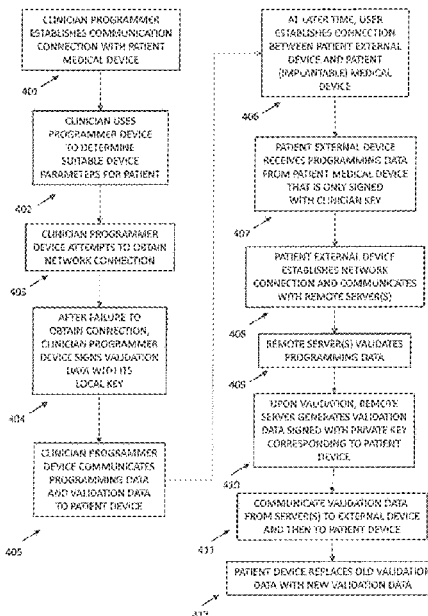 CLINICIAN PROGRAMMER
ESTABLISHES COMMUNICATION
CONNECTION WITH PATIENT
MEDICAL DEVICE
401
CLINICIAN USES
PROGRAMMER DEVICE
TO DETERMINE
SUITABLE DEVICE
PARAMETERS FOR PATIENT
402
CLINICIAN PROGRAMMER
DEVICE ATTEMPTS TO OBTAIN
NETWORK CONNECTION
403
AFTER FAILURE TO
OBTAIN CONNECTION,
CLINICIAN PROGRAMMER
DEVICE SIGNS VALIDATION
DATA WITH ITS
LOCAL KEY
404
CLINICIAN PROGRAMMER
DEVICE COMMUNICATES
PROGRAMMING DATA
AND VALIDATION DATA
TO PATIENT DEVICE
405
AT LATER TIME, USER
ESTABLISHES CONNECTION
BETWEEN PATIENT EXTERNAL
DEVICE AND PATIENT
(IMPLANTABLE) MEDICAL
DEVICE
406
PATIENT EXTERNAL DEVICE
RECEIVES PROGRAMMING DATA
FROM PATIENT MEDICAL DEVICE
THAT IS ONLY SIGNED
WITH CLINICIAN KEY
407
PATIENT EXTERNAL DEVICE
ESTABLISHES NETWORK
CONNECTION AND COMMUNICATES
WITH REMOTE SERVER(S)
408
REMOTE SERVER(S) VALIDATES
PROGRAMMING DATA
409
UPON VALIDATION, REMOTE
SERVER GENERATES VALIDATION
DATA SIGNED WITH PRIVATE KEY
CORRESPONDING TO PATIENT
DEVICE
410
COMMUNICATE VALIDATION DATA
FROM SERVER(S) TO EXTERNAL DEVICE
AND THEN TO PATIENT DEVICE
411
PATIENT DEVICE REPLACES OLD VALIDATION
DATA WITH NEW VALIDATION DATA
412